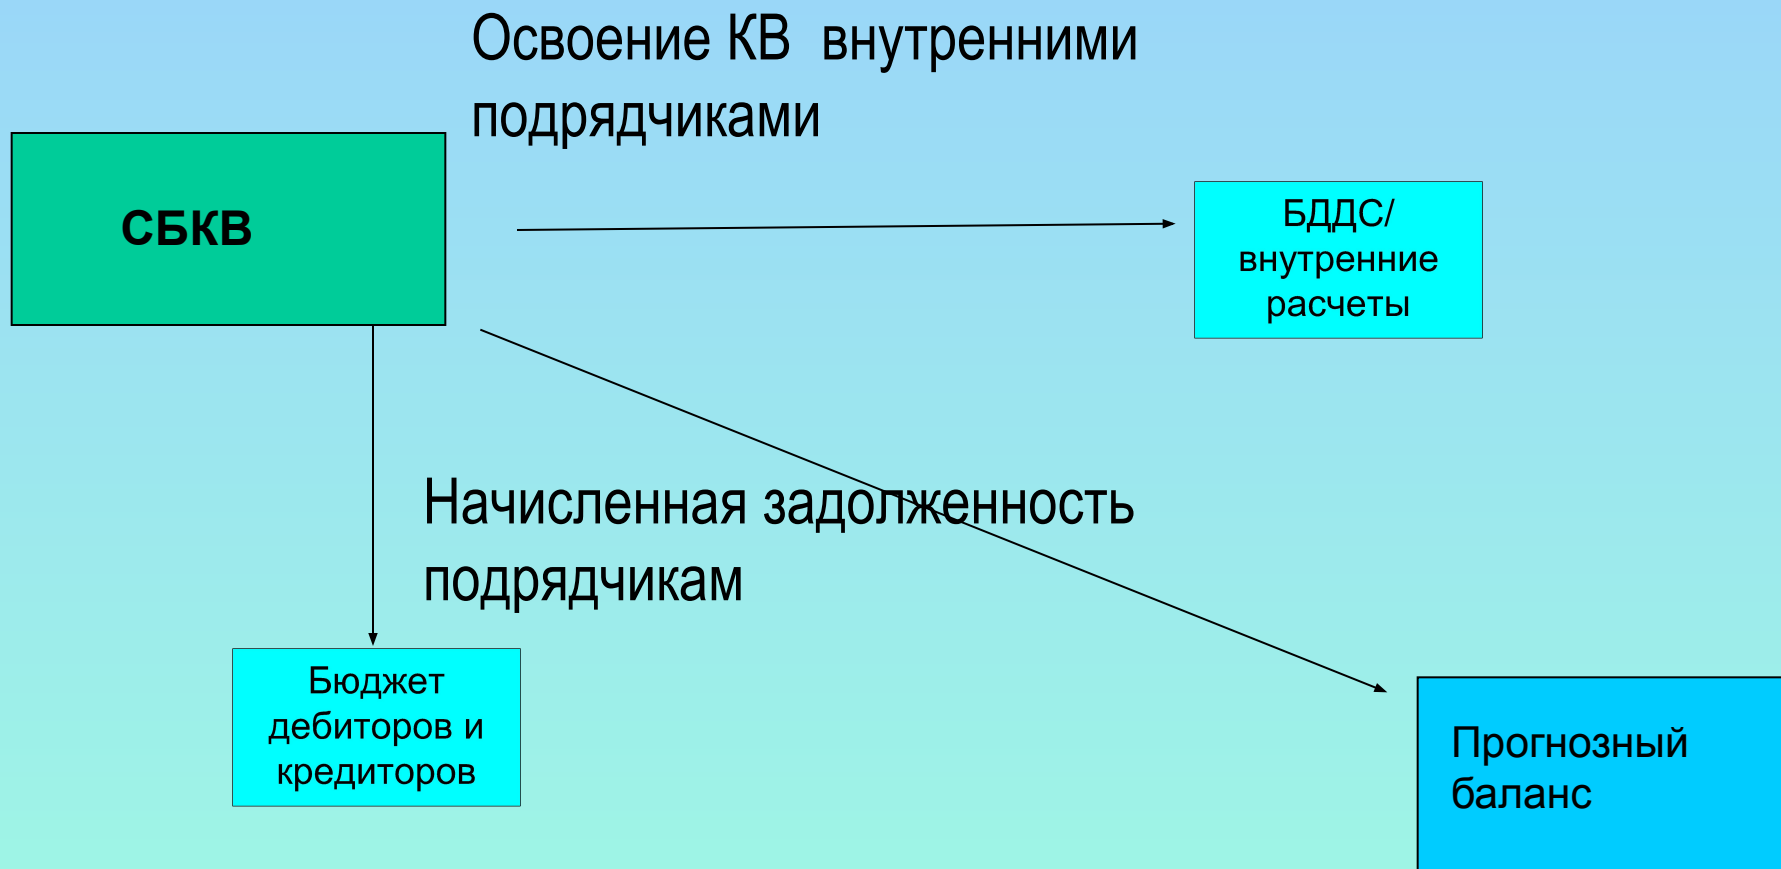 Освоение КВ внутренними
подрядчиками
СБКВ
БДДС/
внутренние
расчеты
Начисленная задолженность
подрядчикам
Бюджет
дебиторов и
кредиторов
Прогнозный
баланс